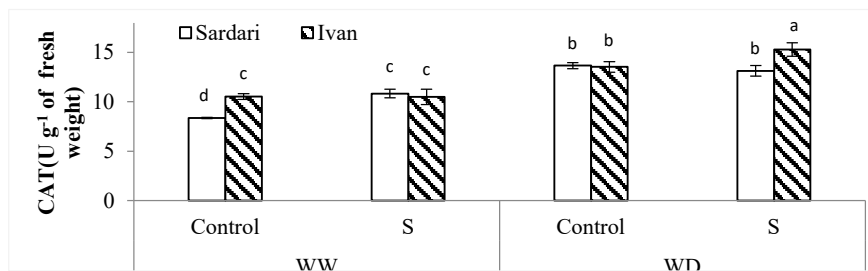 Sardari Ivan
CAT(U g-1 of fresh
weight)
15
10
5
0
d c c c b b b a
Control S Control S
WW WD